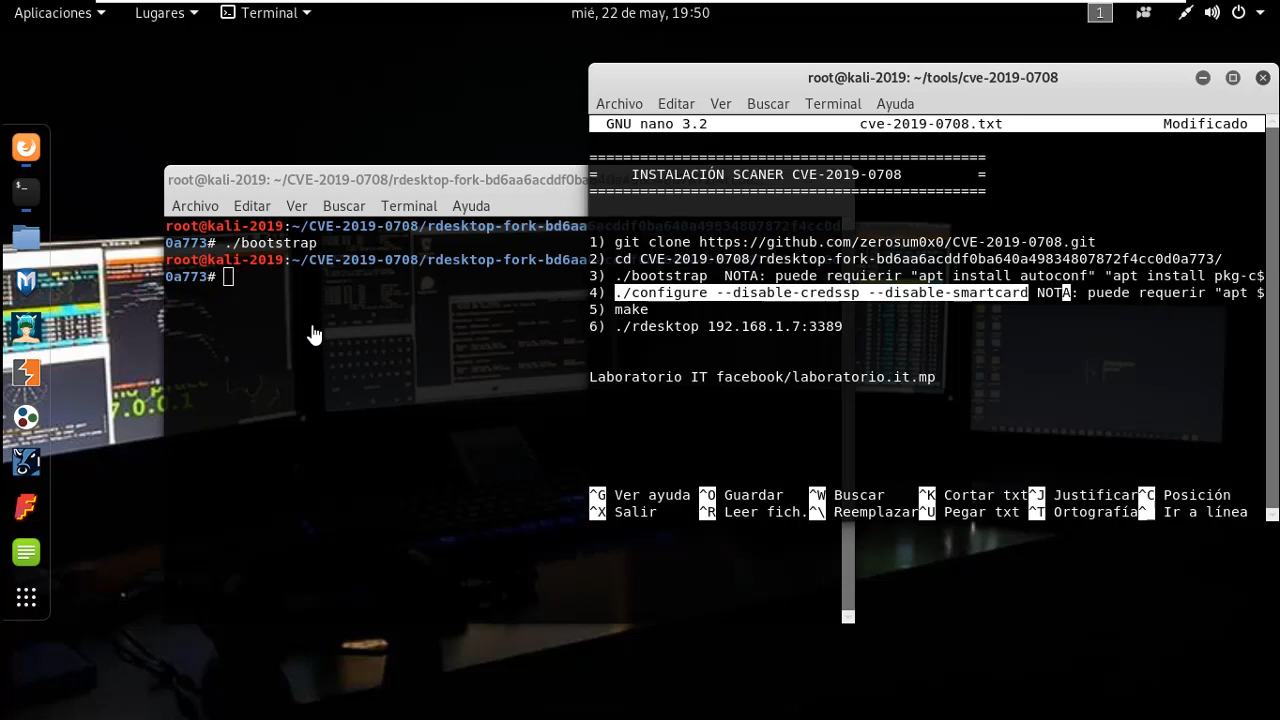 Aplicaciones Lugares Terminal mié, 22 de may, 19:50 1
root@kali-2019: ~/tools/cve-2019-0708
Archivo Editar Ver Buscar Terminal Ayuda
GNU nano 3.2 cve-2019-0708.txt Modificado
===============================================
= INSTALACIÓN SCANER CVE-2019-0708 =
===============================================
1) git clone https://github.com/zerosum0x0/CVE-2019-0708.git
2) cd CVE-2019-0708/rdesktop-fork-bd6aa6acddf0ba640a49834807872f4cc0d0a773/
3) ./bootstrap NOTA: puede requierir "apt install autoconf" "apt install pkg-c$
4) ./configure --disable-credssp --disable-smartcard NOTA: puede requerir "apt $
5) make
6) ./rdesktop 192.168.1.7:3389
Laboratorio IT facebook/laboratorio.it.mp
^G Ver ayuda ^O Guardar ^W Buscar ^K Cortar txt ^J Justificar ^C Posición
^X Salir ^R Leer fich. ^\ Reemplazar ^U Pegar txt ^T Ortografía ^_ Ir a línea
root@kali-2019: ~/CVE-2019-0708/rdesktop-fork-bd6aa6acddf0ba
Archivo Editar Ver Buscar Terminal Ayuda
root@kali-2019:~/CVE-2019-0708/rdesktop-fork-bd6aa6acddf0ba640a49834807872f4cc0d
0a773# ./bootstrap
root@kali-2019:~/CVE-2019-0708/rdesktop-fork-bd6aa
0a773#
7.0.0.1